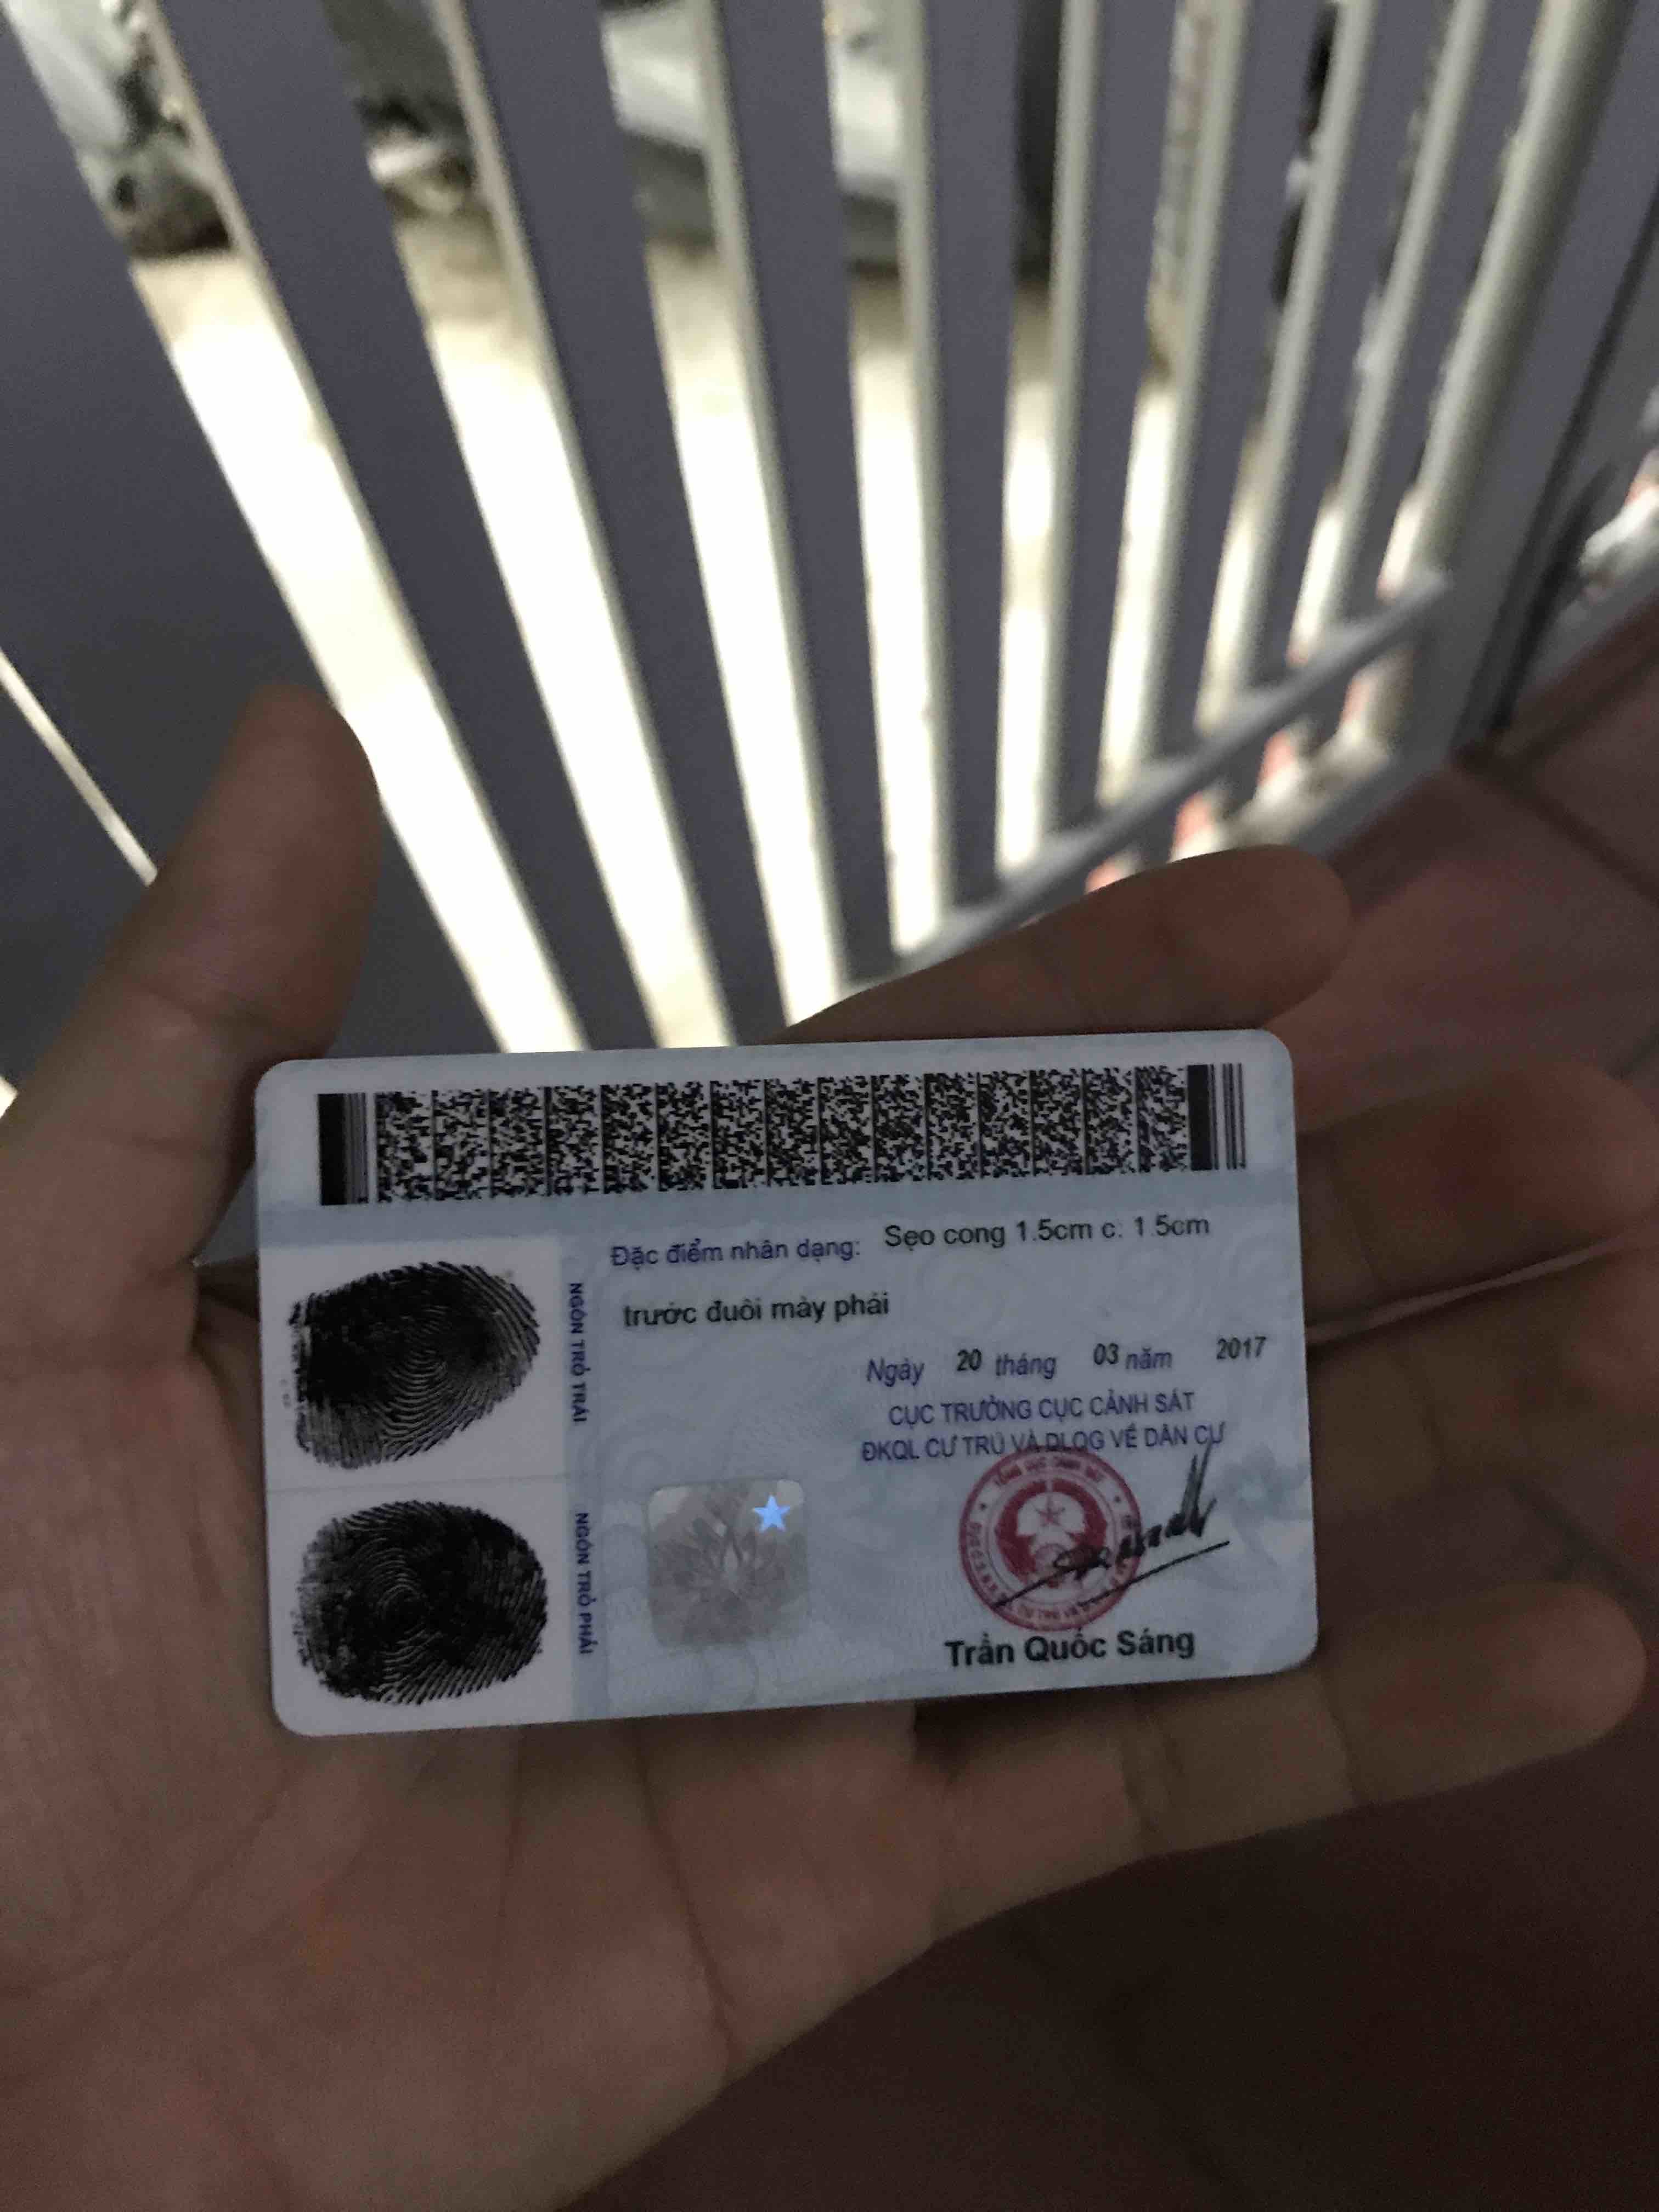 Đặc điểm nhân dạng: Sẹo cong 1.5cm c: 1.5cm
trước đuôi mày phải
Ngày 20 tháng 03 năm 2017
CỤC TRƯỞNG CỤC CẢNH SÁT
ĐKQL CƯ TRÚ VÀ DLQG VỀ DÂN CƯ
Trần Quốc Sáng
NGÓN TRỎ TRÁI
NGÓN TRỎ PHẢI